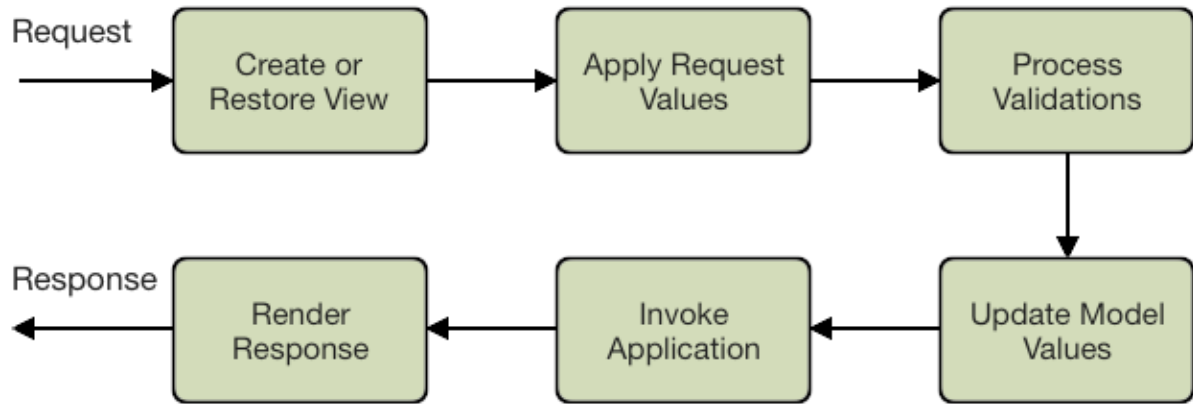 Request
Create or
Restore View
Apply Request
Values
Process
Validations
Response
Render
Response
Invoke
Application
Update Model
Values